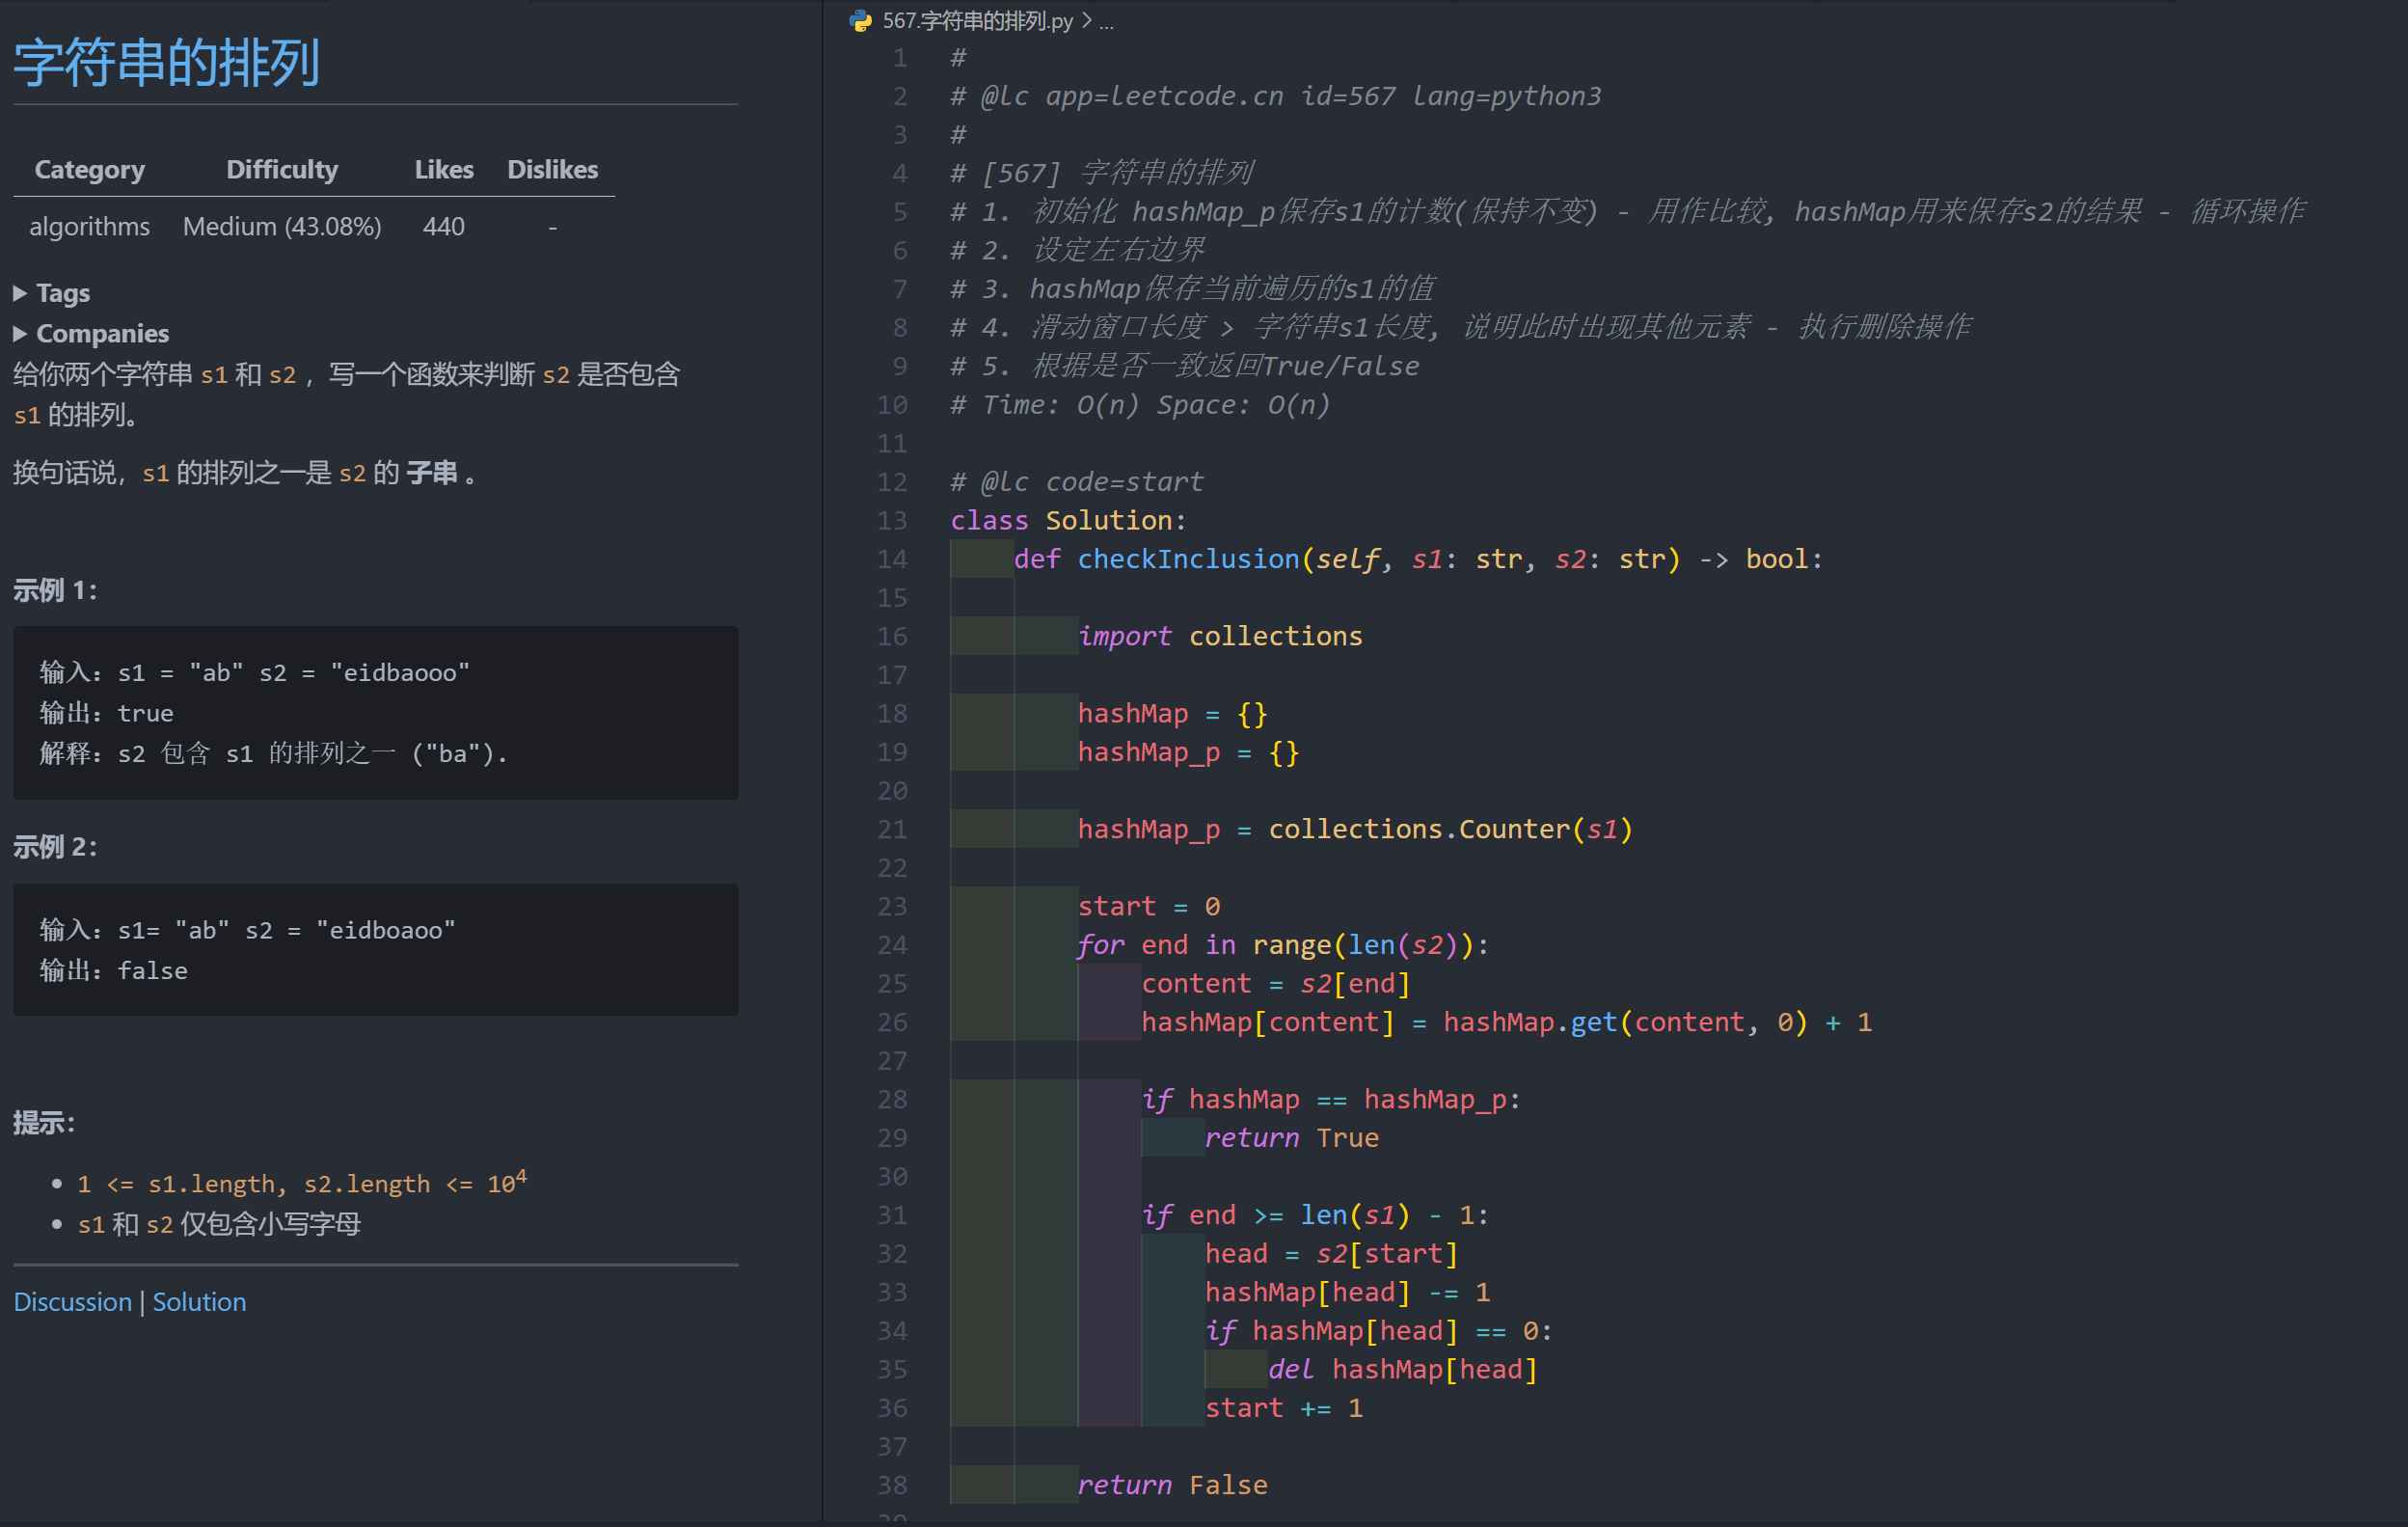 字符串的排列
Category Difficulty Likes Dislikes
algorithms Medium (43.08%) 440 -
Tags
Companies
给你两个字符串 s1 和 s2 ，写一个函数来判断 s2 是否包含
s1 的排列。
换句话说，s1 的排列之一是 s2 的 子串 。
示例 1：
输入：s1 = "ab" s2 = "eidbaooo"
输出：true
解释：s2 包含 s1 的排列之一 ("ba").
示例 2：
输入：s1= "ab" s2 = "eidboaoo"
输出：false
提示：
• 1 <= s1.length, s2.length <= 10⁴
• s1 和 s2 仅包含小写字母
Discussion | Solution
567.字符串的排列.py > ...
1 #
2 # @lc app=leetcode.cn id=567 lang=python3
3 #
4 # [567] 字符串的排列
5 # 1. 初始化 hashMap_p保存s1的计数(保持不变) - 用作比较, hashMap用来保存s2的结果 - 循环操作
6 # 2. 设定左右边界
7 # 3. hashMap保存当前遍历的s1的值
8 # 4. 滑动窗口长度 > 字符串s1长度, 说明此时出现其他元素 - 执行删除操作
9 # 5. 根据是否一致返回True/False
10 # Time: O(n) Space: O(n)
11
12 # @lc code=start
13 class Solution:
14     def checkInclusion(self, s1: str, s2: str) -> bool:
15
16         import collections
17
18         hashMap = {}
19         hashMap_p = {}
20
21         hashMap_p = collections.Counter(s1)
22
23         start = 0
24         for end in range(len(s2)):
25             content = s2[end]
26             hashMap[content] = hashMap.get(content, 0) + 1
27
28             if hashMap == hashMap_p:
29                 return True
30
31             if end >= len(s1) - 1:
32                 head = s2[start]
33                 hashMap[head] -= 1
34                 if hashMap[head] == 0:
35                     del hashMap[head]
36                 start += 1
37
38         return False